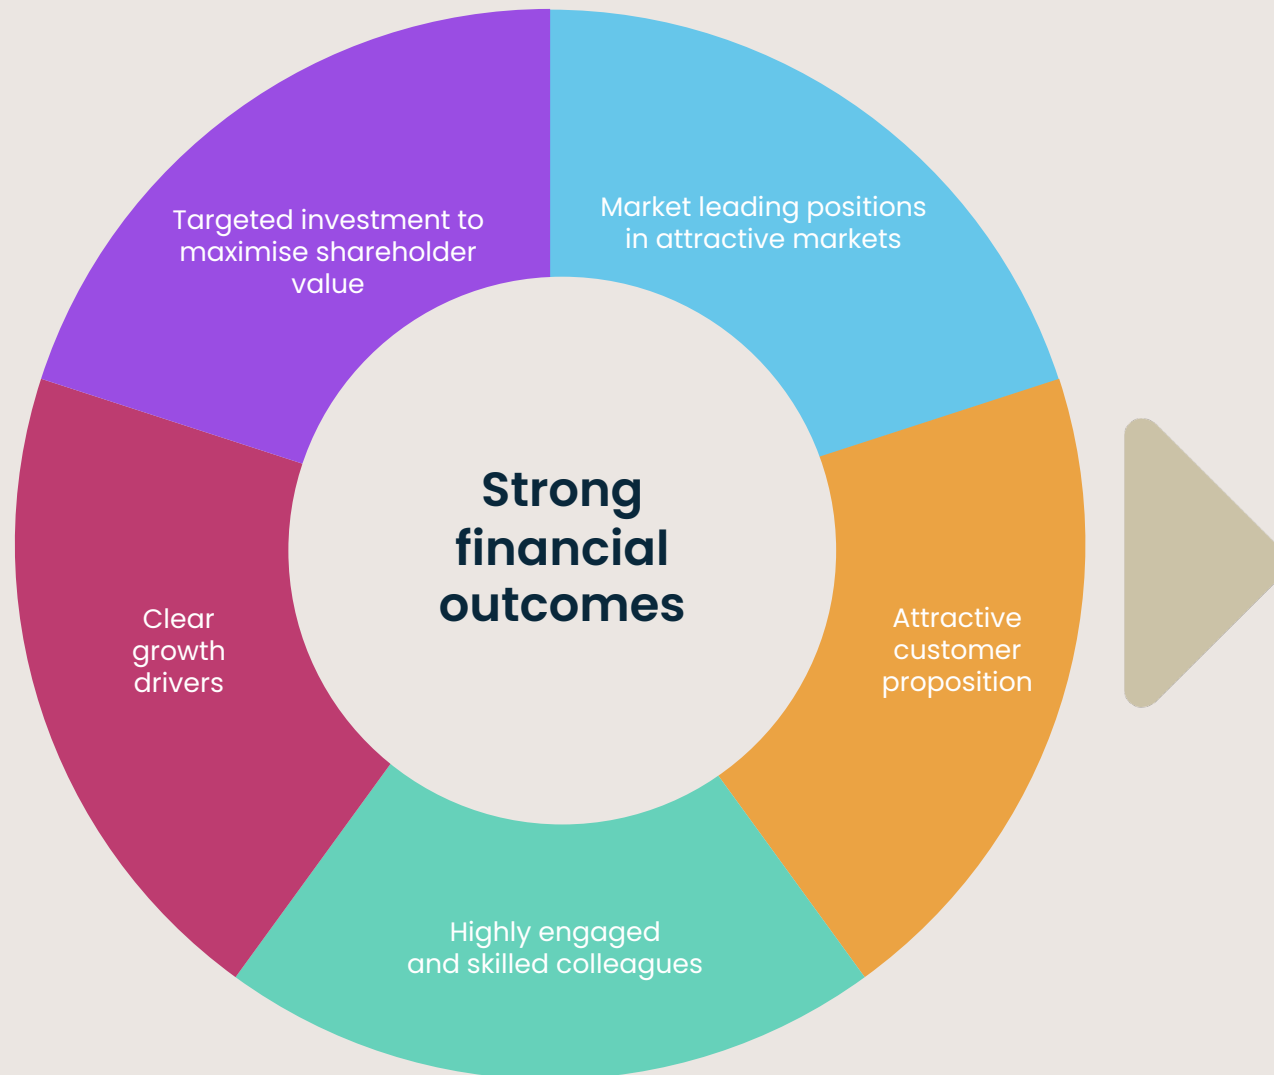 Targeted investment to
maximise shareholder
value
Market leading positions
in attractive markets
Strong
financial
outcomes
Clear
growth
drivers
Attractive
customer
proposition
Highly engaged
and skilled colleagues